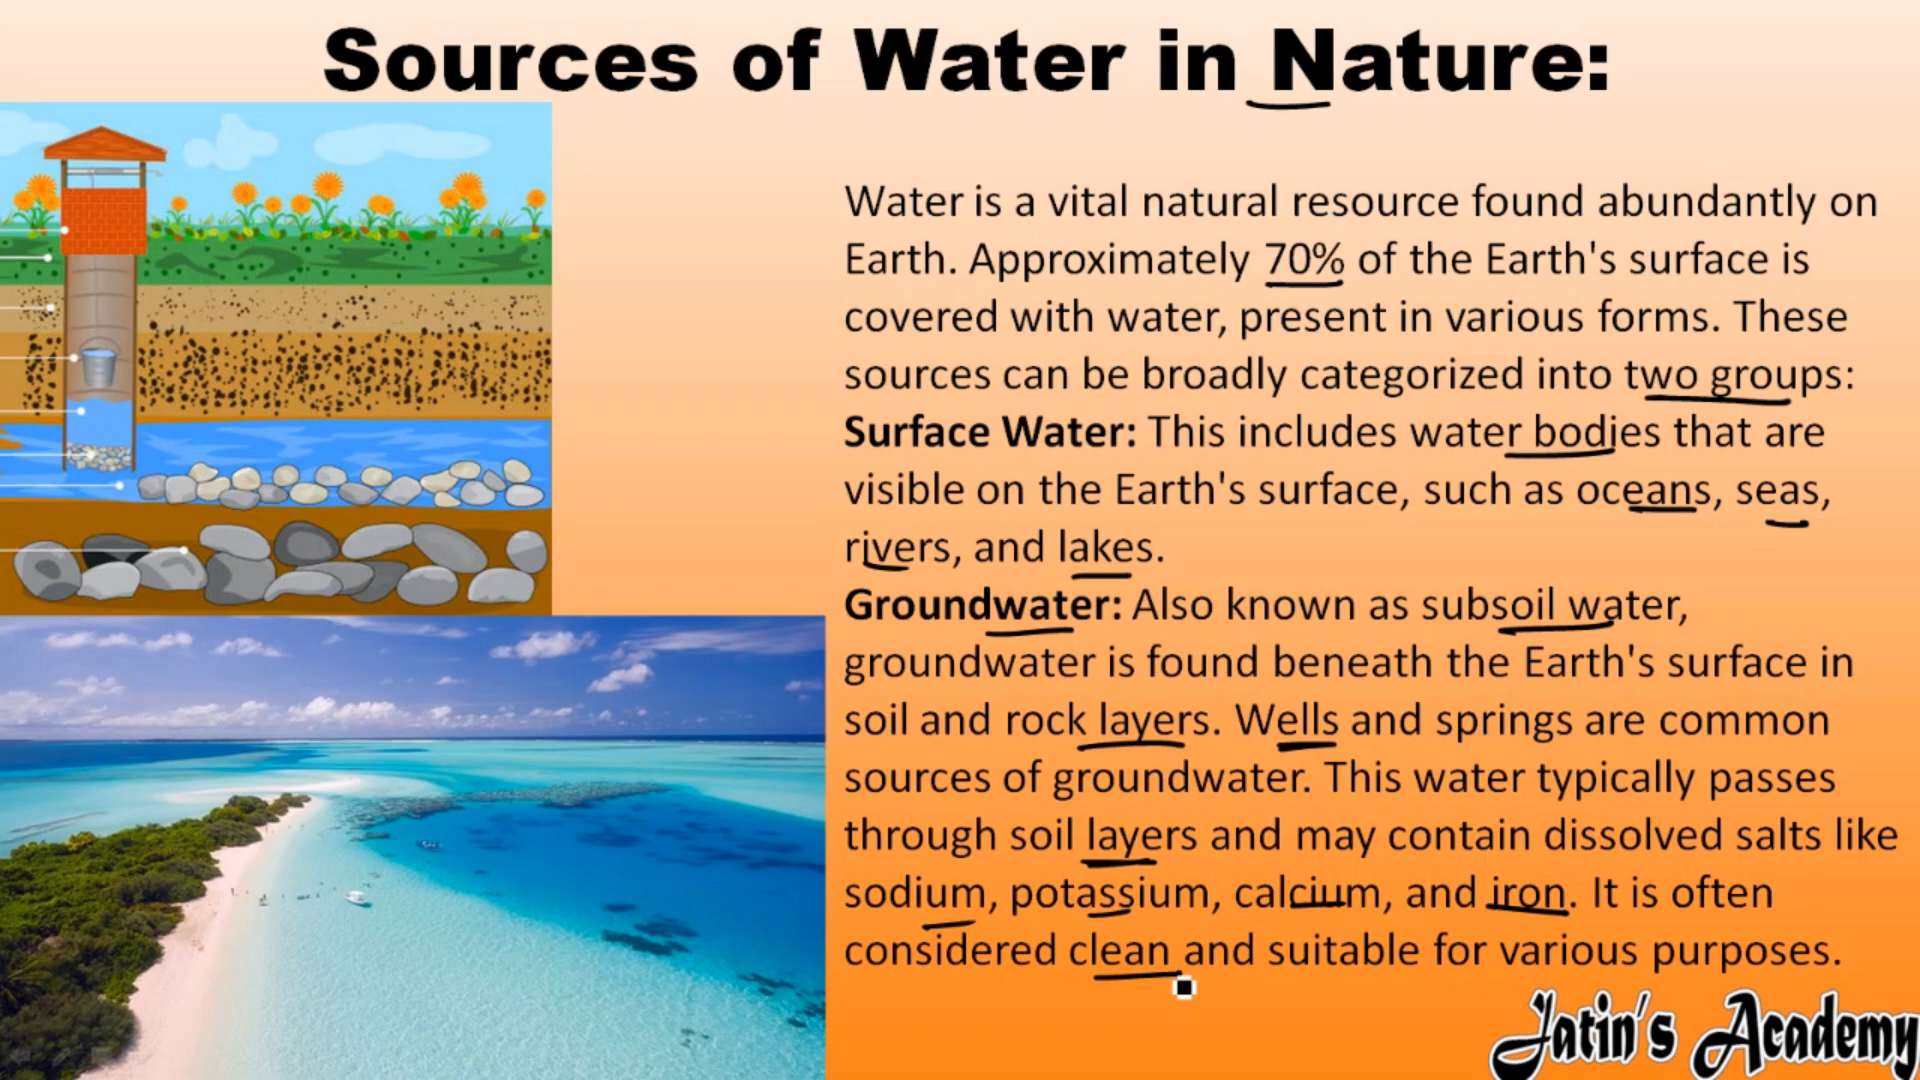 Sources of Water in Nature:
Water is a vital natural resource found abundantly on
Earth. Approximately 70% of the Earth's surface is
covered with water, present in various forms. These
sources can be broadly categorized into two groups:
Surface Water: This includes water bodies that are
visible on the Earth's surface, such as oceans, seas,
rivers, and lakes.
Groundwater: Also known as subsoil water,
groundwater is found beneath the Earth's surface in
soil and rock layers. Wells and springs are common
sources of groundwater. This water typically passes
through soil layers and may contain dissolved salts like
sodium, potassium, calcium, and iron. It is often
considered clean and suitable for various purposes.
Jatin's Academy